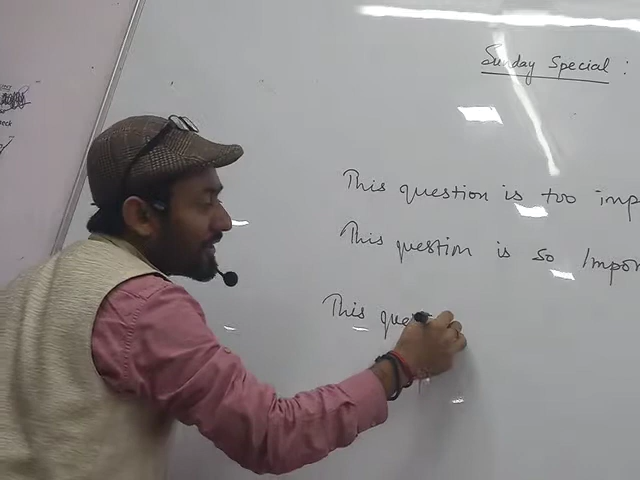 Sunday Special :
This question is too imp
This question is so Impor
This que